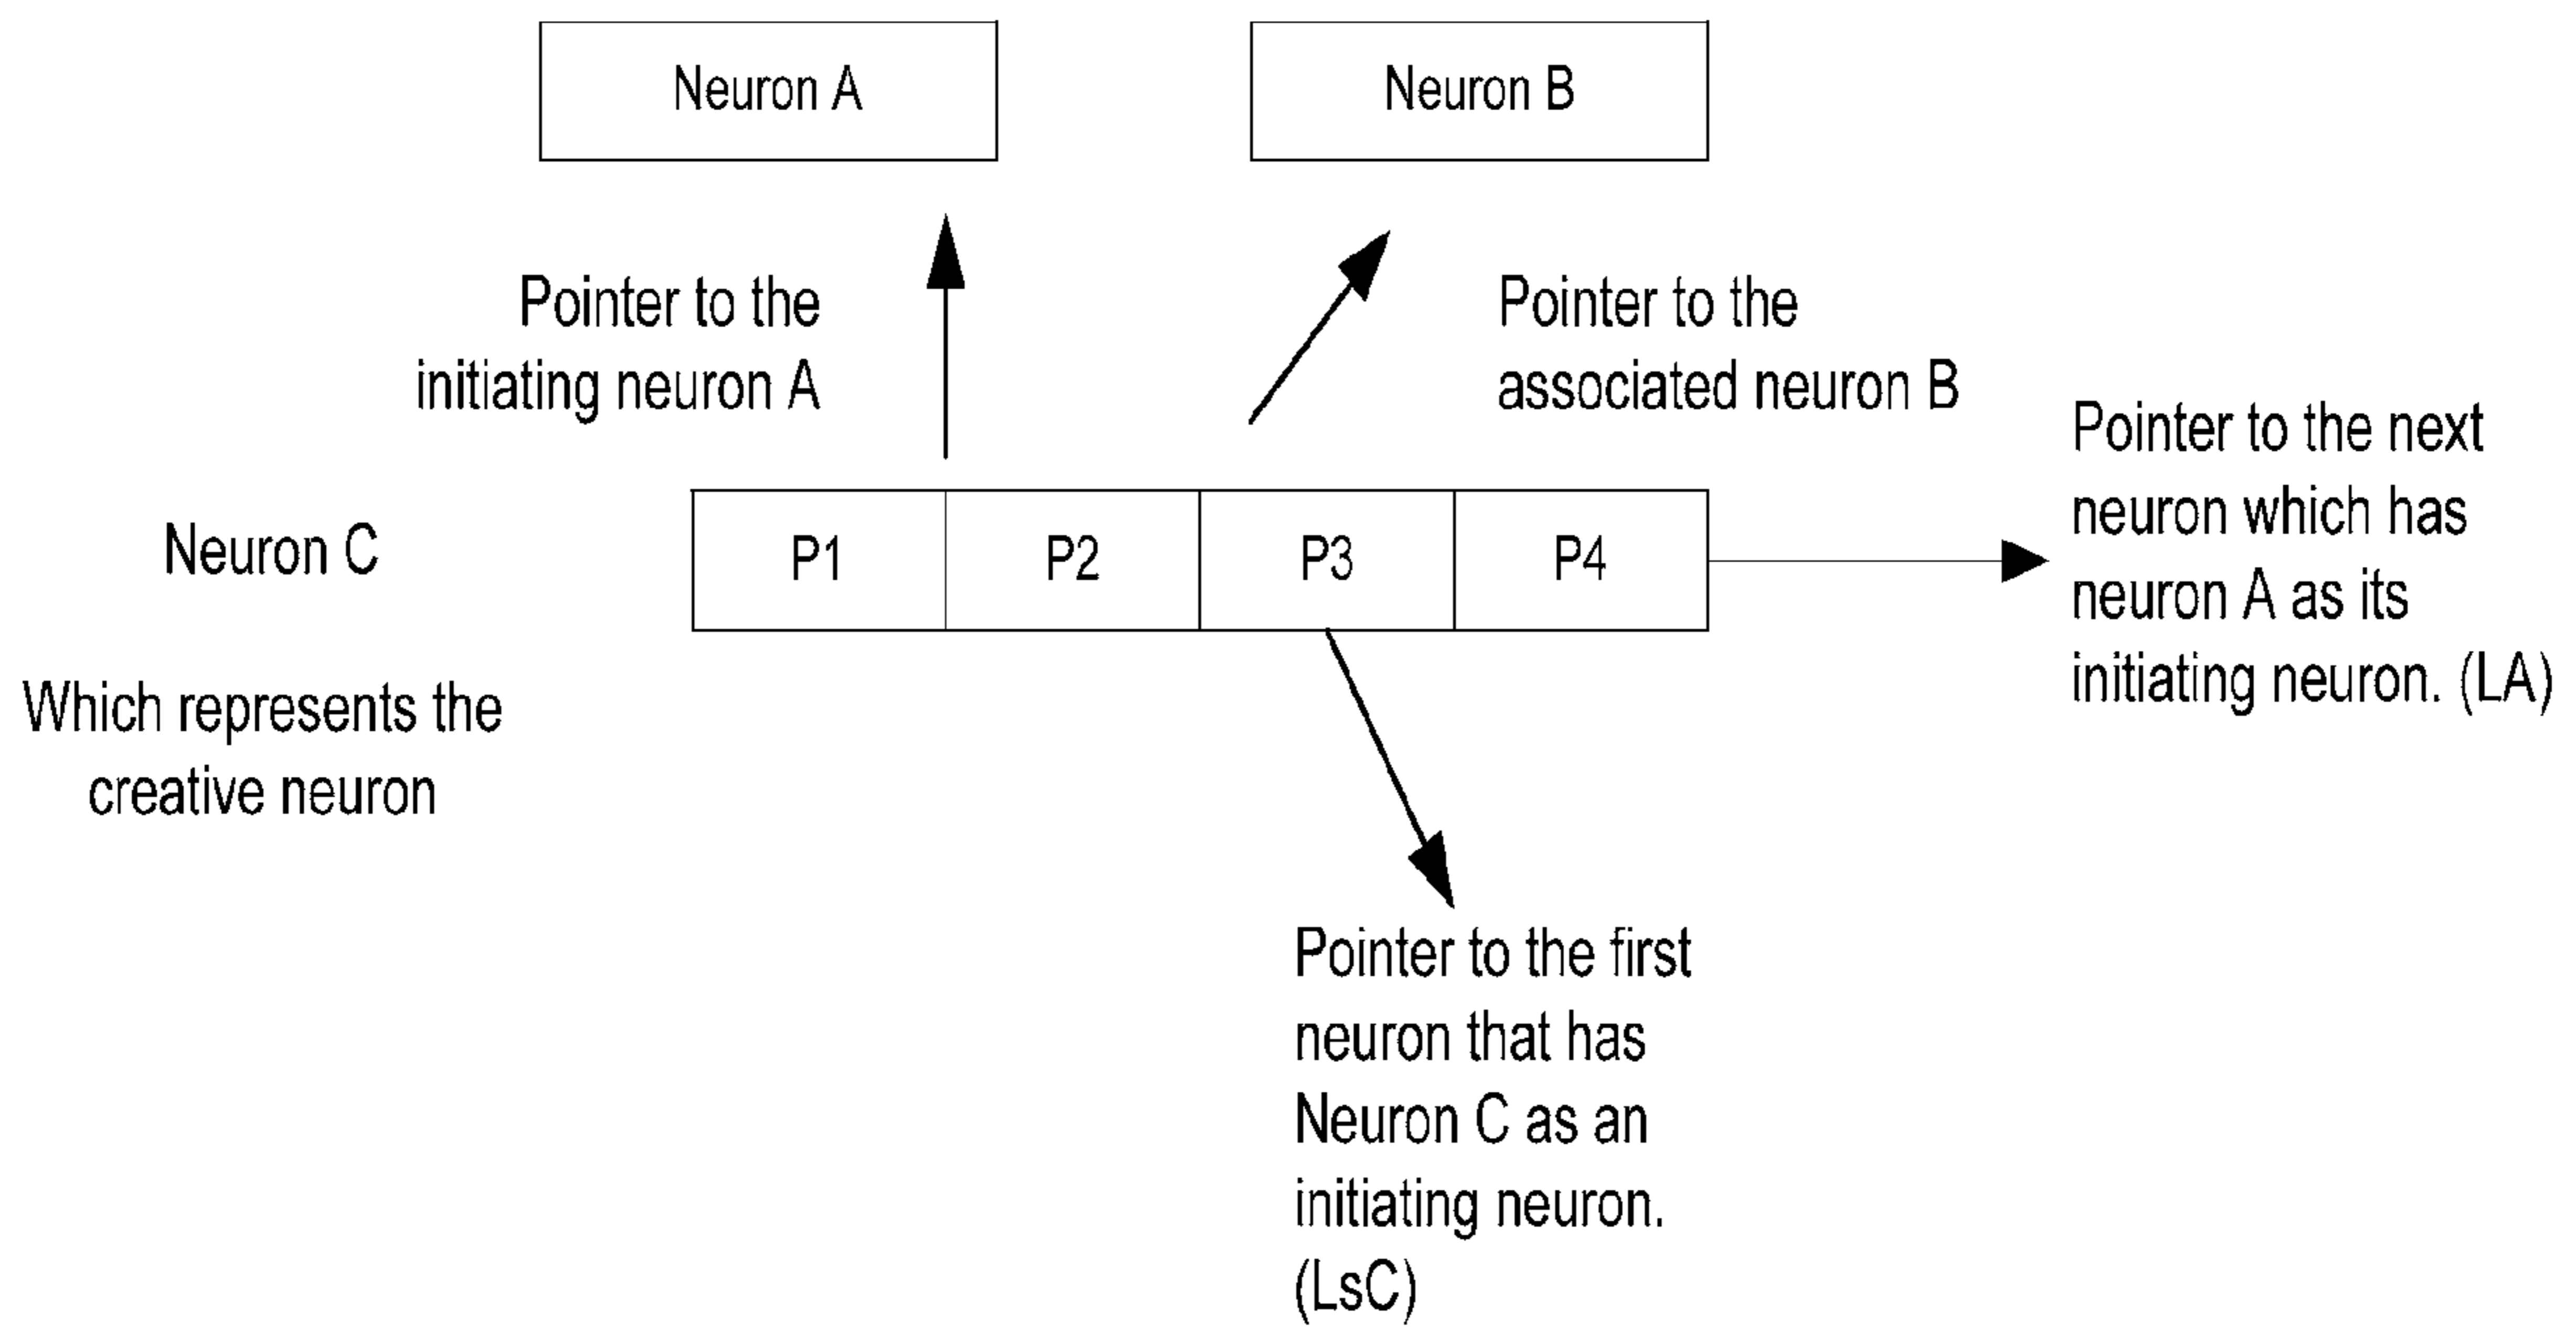 Neuron A
Neuron B
Pointer to the
initiating neuron A
Pointer to the
associated neuron B
Pointer to the next
neuron which has
neuron A as its
initiating neuron. (LA)
Neuron C
P1
P2
P3
P4
Which represents the
creative neuron
Pointer to the first
neuron that has
Neuron C as an
initiating neuron.
(LsC)